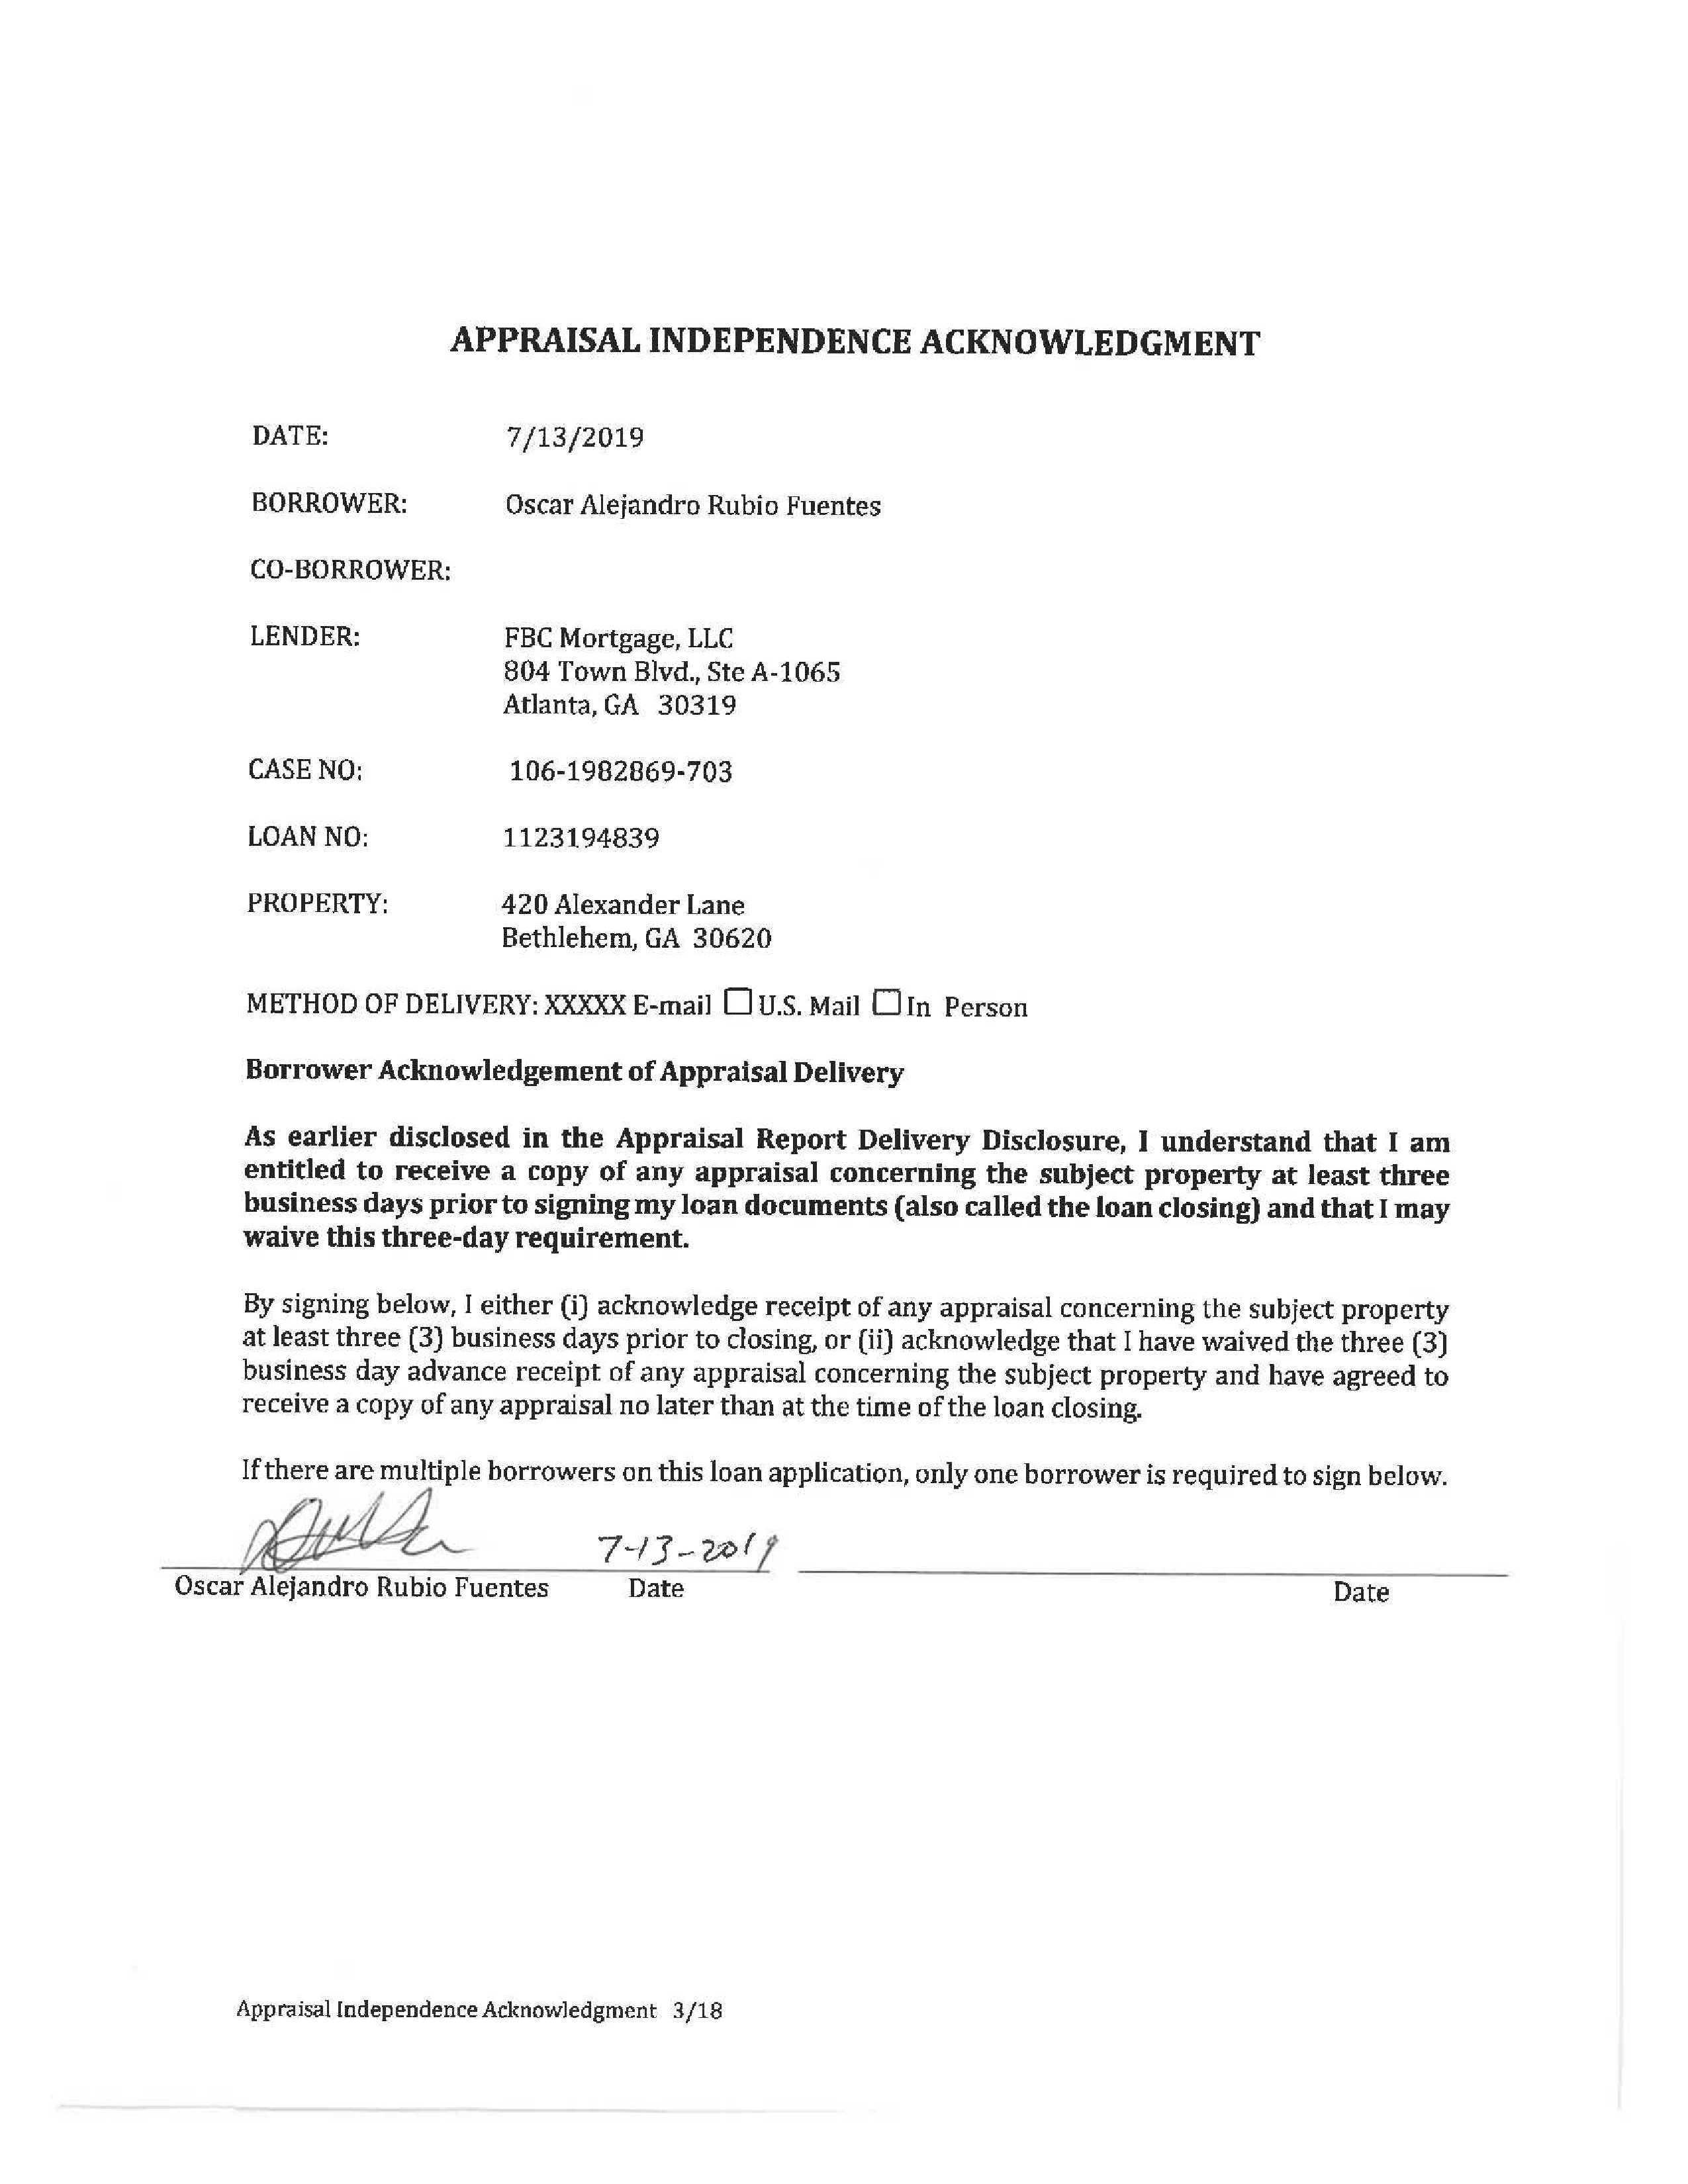 APPRAISAL INDEPENDENCE ACKNOWLEDGMENT
DATE: 7/13/2019
BORROWER: Oscar Alejandro Rubio Fuentes
CO-BORROWER:
LENDER: FBC Mortgage, LLC
804 Town Blvd., Ste A-1065
Atlanta, GA 30319
CASE NO: 106-1982869-703
LOAN NO: 1123194839
PROPERTY: 420 Alexander Lane
Bethlehem, GA 30620
METHOD OF DELIVERY: XXXXX E-mail ☐ U.S. Mail ☐ In Person
Borrower Acknowledgement of Appraisal Delivery
As earlier disclosed in the Appraisal Report Delivery Disclosure, I understand that I am
entitled to receive a copy of any appraisal concerning the subject property at least three
business days prior to signing my loan documents (also called the loan closing) and that I may
waive this three-day requirement.
By signing below, I either (i) acknowledge receipt of any appraisal concerning the subject property
at least three (3) business days prior to closing, or (ii) acknowledge that I have waived the three (3)
business day advance receipt of any appraisal concerning the subject property and have agreed to
receive a copy of any appraisal no later than at the time of the loan closing.
If there are multiple borrowers on this loan application, only one borrower is required to sign below.
7-13-2019
Oscar Alejandro Rubio Fuentes Date Date
Appraisal Independence Acknowledgment 3/18